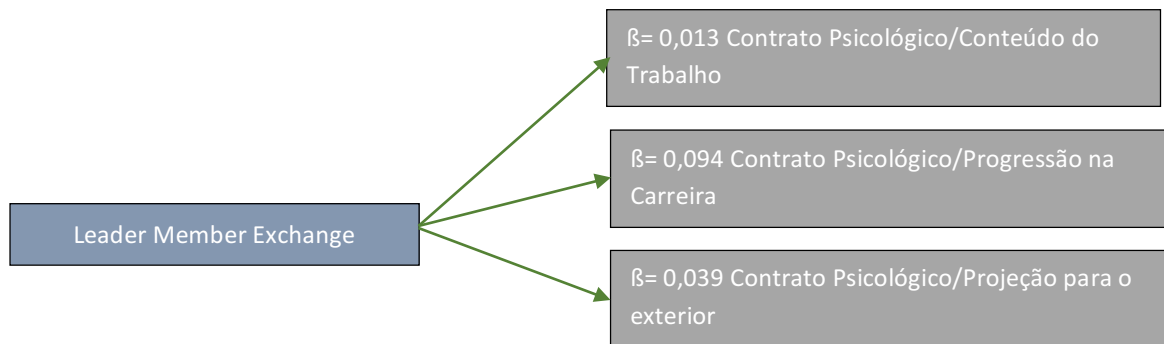 ß= 0,013 Contrato Psicológico/Conteúdo do
Trabalho
ß= 0,094 Contrato Psicológico/Progressão na
Carreira
Leader Member Exchange
ß= 0,039 Contrato Psicológico/Projeção para o
exterior